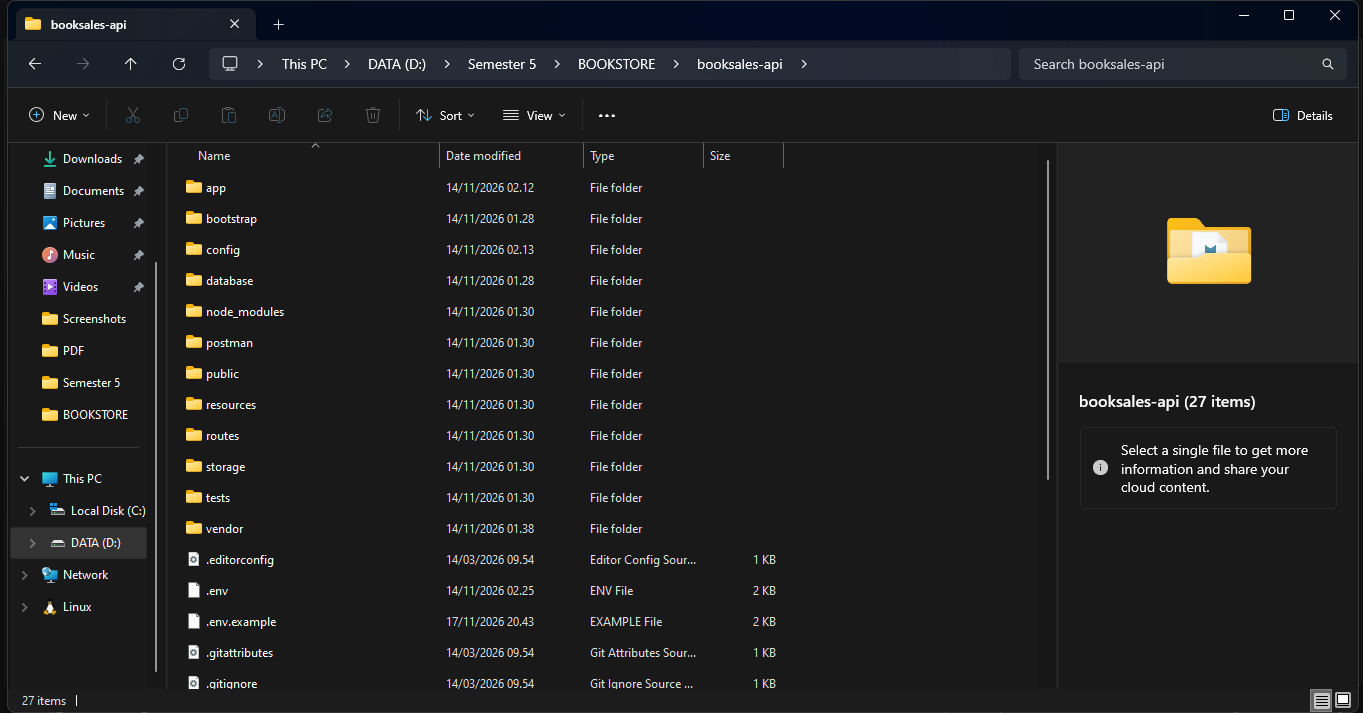 booksales-api
This PC > DATA (D:) > Semester 5 > BOOKSTORE > booksales-api >
Search booksales-api
New Sort View ••• Details
Downloads
Documents
Pictures
Music
Videos
Screenshots
PDF
Semester 5
BOOKSTORE
This PC
Local Disk (C:)
DATA (D:)
Network
Linux
Name Date modified Type Size
app 14/11/2026 02.12 File folder
bootstrap 14/11/2026 01.28 File folder
config 14/11/2026 02.13 File folder
database 14/11/2026 01.28 File folder
node_modules 14/11/2026 01.30 File folder
postman 14/11/2026 01.30 File folder
public 14/11/2026 01.30 File folder
resources 14/11/2026 01.30 File folder
routes 14/11/2026 01.30 File folder
storage 14/11/2026 01.30 File folder
tests 14/11/2026 01.30 File folder
vendor 14/11/2026 01.38 File folder
.editorconfig 14/03/2026 09.54 Editor Config Sour... 1 KB
.env 14/11/2026 02.25 ENV File 2 KB
.env.example 17/11/2026 20.43 EXAMPLE File 2 KB
.gitattributes 14/03/2026 09.54 Git Attributes Sour... 1 KB
.gitignore 14/03/2026 09.54 Git Ignore Source ... 1 KB
booksales-api (27 items)
Select a single file to get more
information and share your
cloud content.
27 items